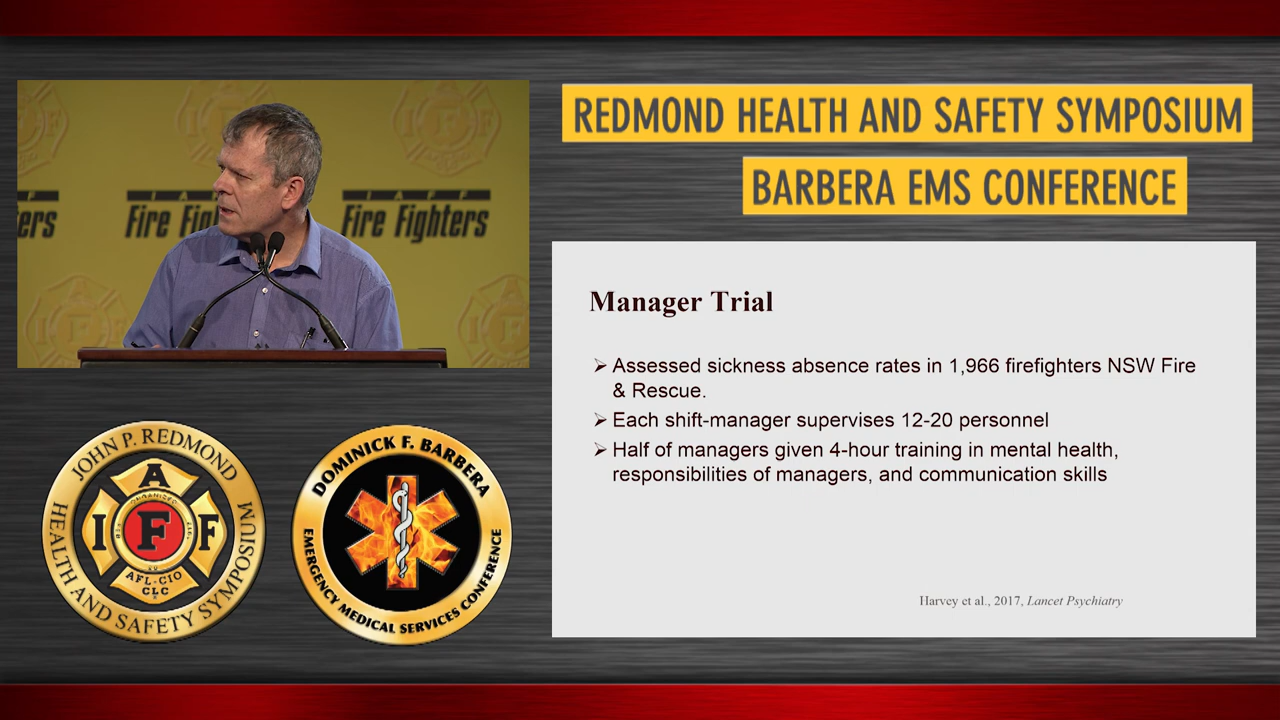 REDMOND HEALTH AND SAFETY SYMPOSIUM
BARBERA EMS CONFERENCE
IAFF
Fire Fighters
IAFF
Fire Fighters
Manager Trial
➢ Assessed sickness absence rates in 1,966 firefighters NSW Fire
& Rescue.
➢ Each shift-manager supervises 12-20 personnel
➢ Half of managers given 4-hour training in mental health,
responsibilities of managers, and communication skills
Harvey et al., 2017, Lancet Psychiatry
JOHN P. REDMOND
HEALTH AND SAFETY SYMPOSIUM
I A F F
AFL-CIO
CLC
DOMINICK F. BARBERA
EMERGENCY MEDICAL SERVICES CONFERENCE